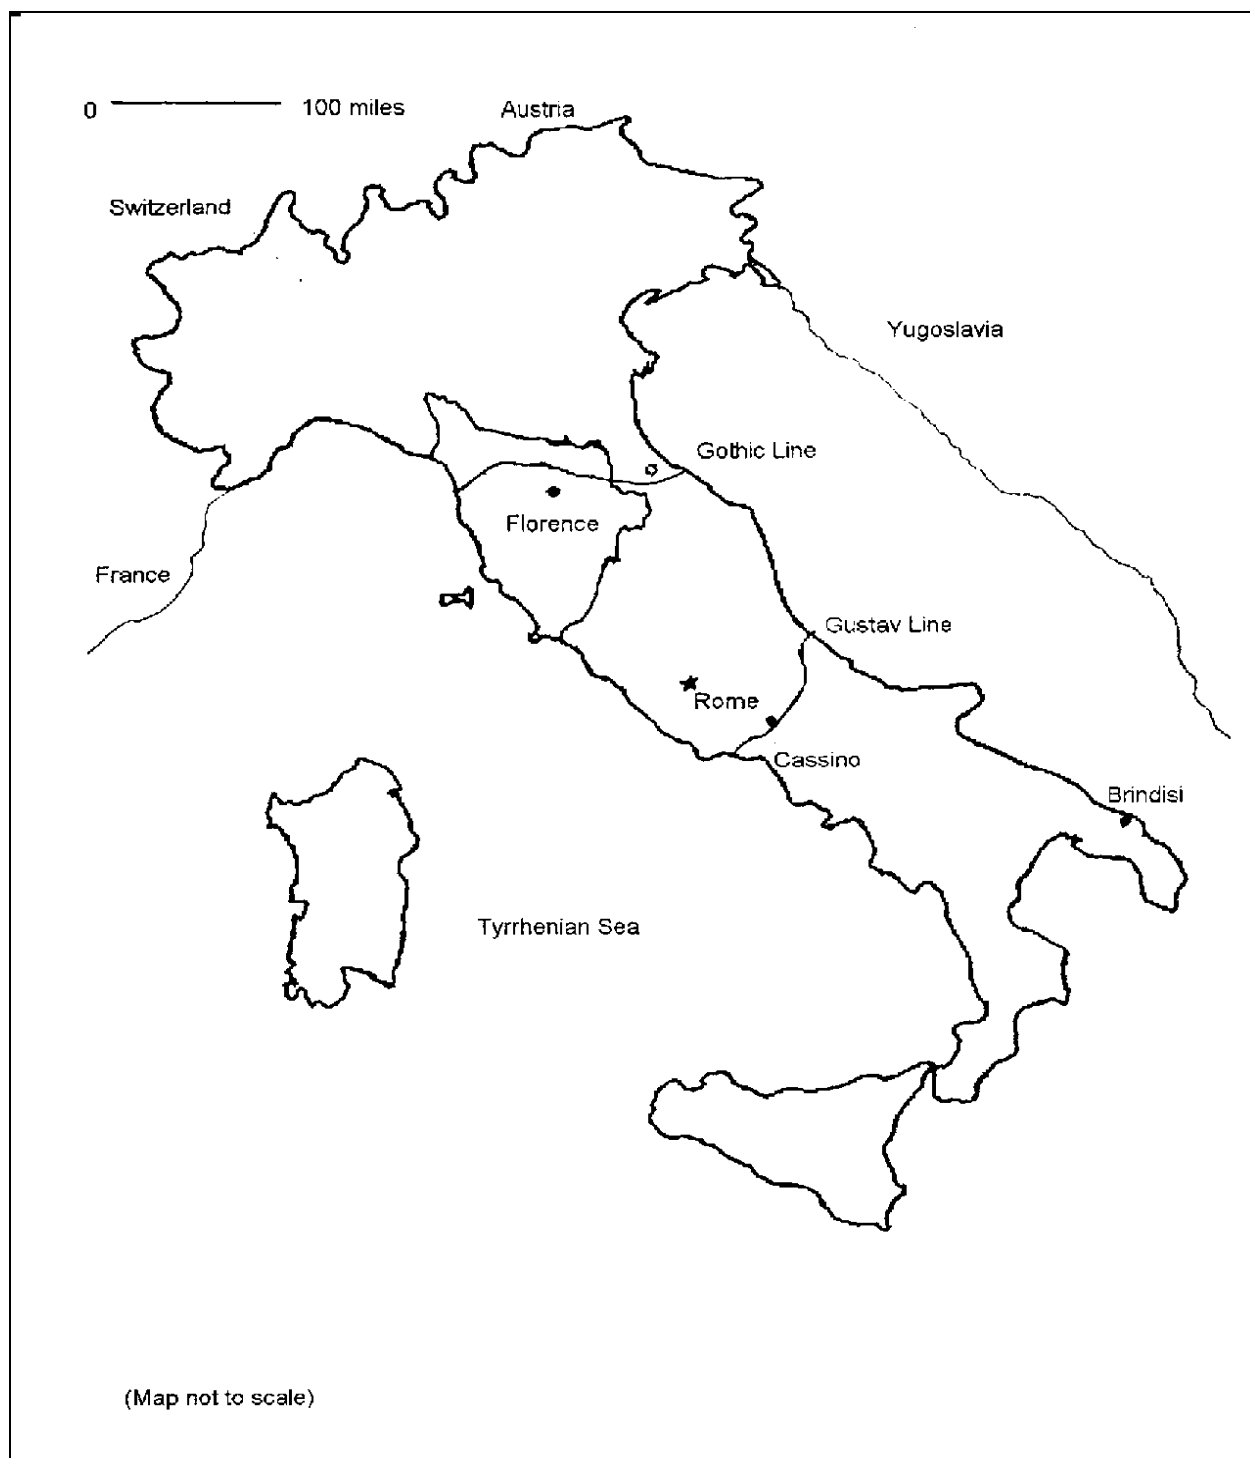 0 100 miles
Austria
Switzerland
Yugoslavia
Gothic Line
Florence
France
Gustav Line
Rome
Cassino
Brindisi
Tyrrhenian Sea
(Map not to scale)